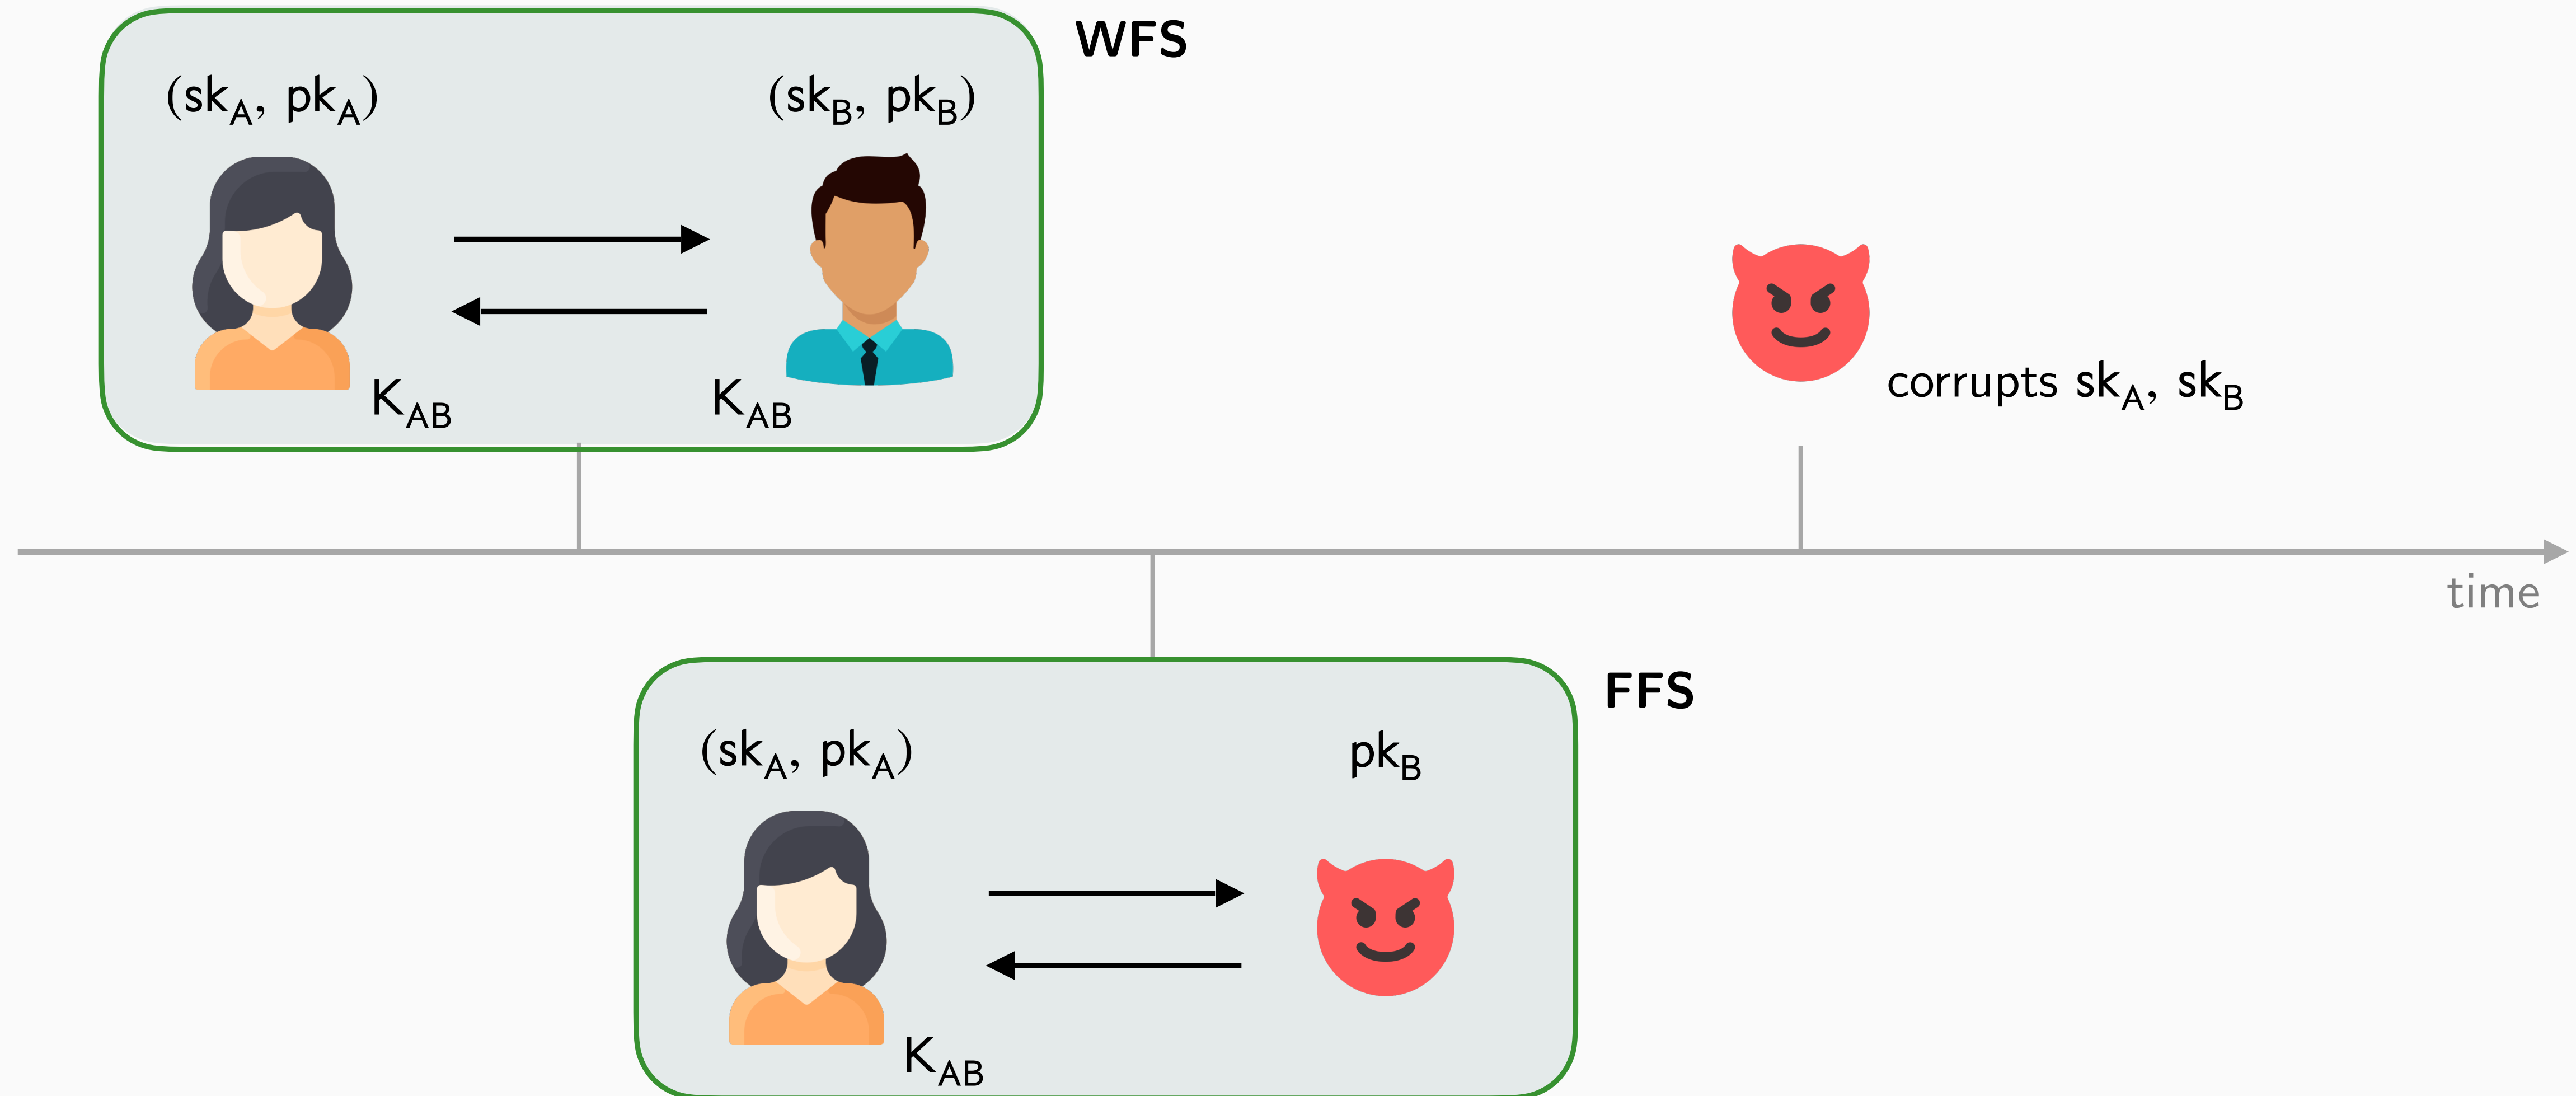 WFS
(sk_A, pk_A)
(sk_B, pk_B)
K_AB
K_AB
corrupts sk_A, sk_B
time
FFS
(sk_A, pk_A)
pk_B
K_AB